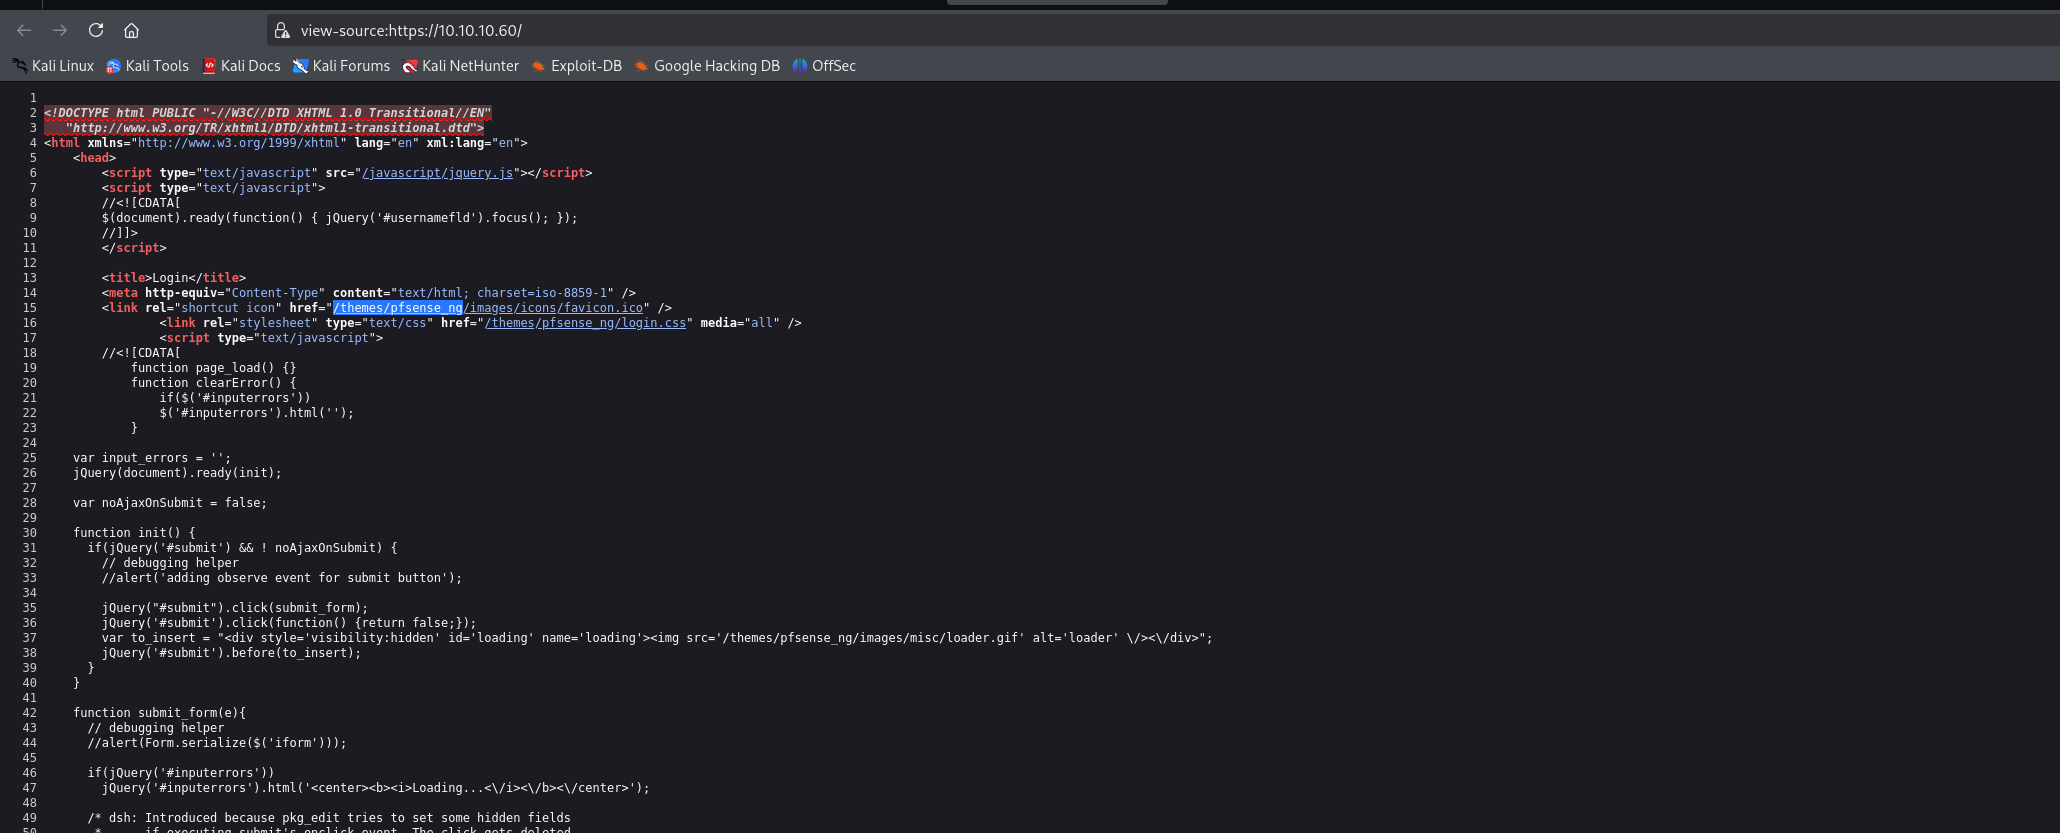 view-source:https://10.10.10.60/
Kali Linux Kali Tools Kali Docs Kali Forums Kali NetHunter Exploit-DB Google Hacking DB OffSec
1
2 <!DOCTYPE html PUBLIC "-//W3C//DTD XHTML 1.0 Transitional//EN"
3 "http://www.w3.org/TR/xhtml1/DTD/xhtml1-transitional.dtd">
4 <html xmlns="http://www.w3.org/1999/xhtml" lang="en" xml:lang="en">
5 <head>
6 <script type="text/javascript" src="/javascript/jquery.js"></script>
7 <script type="text/javascript">
8 //<![CDATA[
9 $(document).ready(function() { jQuery('#usernamefld').focus(); });
10 //]]>
11 </script>
12
13 <title>Login</title>
14 <meta http-equiv="Content-Type" content="text/html; charset=iso-8859-1" />
15 <link rel="shortcut icon" href="/themes/pfsense_ng/images/icons/favicon.ico" />
16 <link rel="stylesheet" type="text/css" href="/themes/pfsense_ng/login.css" media="all" />
17 <script type="text/javascript">
18 //<![CDATA[
19 function page_load() {}
20 function clearError() {
21 if($('#inputerrors'))
22 $('#inputerrors').html('');
23 }
24
25 var input_errors = '';
26 jQuery(document).ready(init);
27
28 var noAjaxOnSubmit = false;
29
30 function init() {
31 if(jQuery('#submit') && ! noAjaxOnSubmit) {
32 // debugging helper
33 //alert('adding observe event for submit button');
34
35 jQuery("#submit").click(submit_form);
36 jQuery('#submit').click(function() {return false;});
37 var to_insert = "<div style='visibility:hidden' id='loading' name='loading'><img src='/themes/pfsense_ng/images/misc/loader.gif' alt='loader' \/><\/div>";
38 jQuery('#submit').before(to_insert);
39 }
40 }
41
42 function submit_form(e){
43 // debugging helper
44 //alert(Form.serialize($('iform')));
45
46 if(jQuery('#inputerrors'))
47 jQuery('#inputerrors').html('<center><b><i>Loading...<\/i><\/b><\/center>');
48
49 /* dsh: Introduced because pkg_edit tries to set some hidden fields
50 * if executing submit's onclick event. The click gets deleted